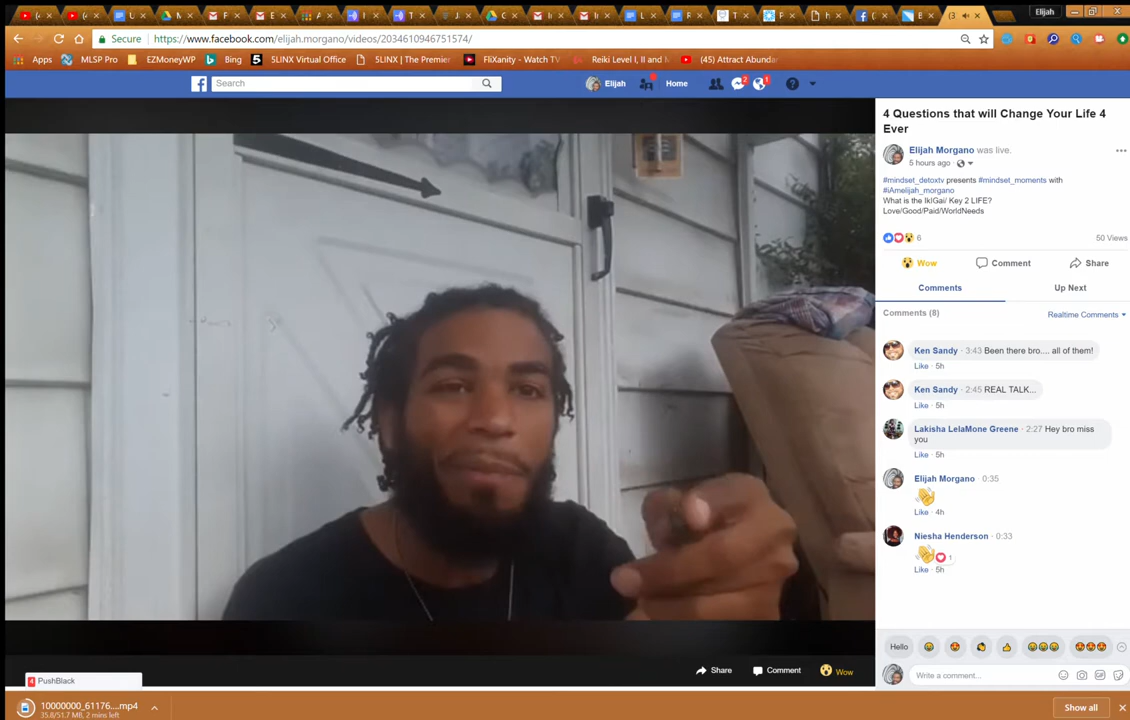 Elijah
Secure
https://www.facebook.com/elijah.morgano/videos/2034610946751574/
Apps
MLSP Pro
EZMoneyWP
Bing
5LINX Virtual Office
5LINX | The Premier
FliXanity - Watch TV
Reiki Level I, II and
(45) Attract Abundan
Search
Elijah
Home
2
1
4 Questions that will Change Your Life 4
Ever
Elijah Morgano was live.
5 hours ago
#mindset_detoxtv presents #mindset_moments with
#iAmelijah_morgano
What is the IkIGai/ Key 2 LIFE?
Love/Good/Paid/WorldNeeds
6
50 Views
Wow
Comment
Share
Comments
Up Next
Comments (8)
Realtime Comments
Ken Sandy · 3:43 Been there bro.... all of them!
Like · 5h
Ken Sandy · 2:45 REAL TALK...
Like · 5h
Lakisha LelaMone Greene · 2:27 Hey bro miss
you
Like · 5h
Elijah Morgano 0:35
Like · 4h
Niesha Henderson · 0:33
1
Like · 5h
Hello
Write a comment...
Share
Comment
Wow
4 PushBlack
10000000_61176....mp4
35.8/51.7 MB, 2 mins left
Show all